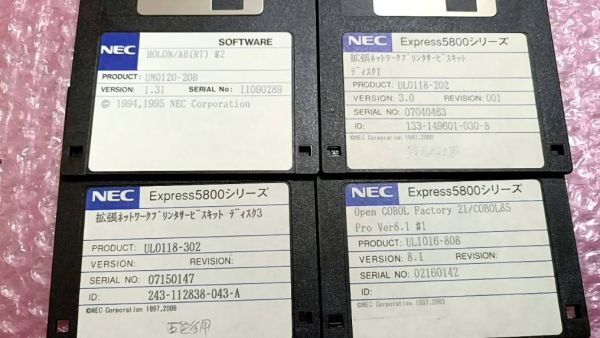 NEC SOFTWARE
HOLON/AB(RT) #2
PRODUCT: UM0120-20B
VERSION: 1.31 SERIAL No: 11090289
© 1994,1995 NEC Corporation
NEC Express5800シリーズ
拡張ネットワークプリンタサービスキット
ディスク1
PRODUCT: UL0118-202
VERSION: 3.0 REVISION: 001
SERIAL NO: 07040463
ID: 133-149601-030-B
©NEC Corporation 1997,2000
NEC Express5800シリーズ
拡張ネットワークプリンタサービスキット ディスク3
PRODUCT: UL0118-302
VERSION: REVISION:
SERIAL NO: 07150147
ID: 243-112838-043-A
©NEC Corporation 1997,2000
NEC Express5800シリーズ
Open COBOL Factory 21/COBOL85
Pro Ver8.1 #1
PRODUCT: UL1016-808
VERSION: 8.1 REVISION:
SERIAL NO: 02160142
ID:
©NEC Corporation 1997,2003